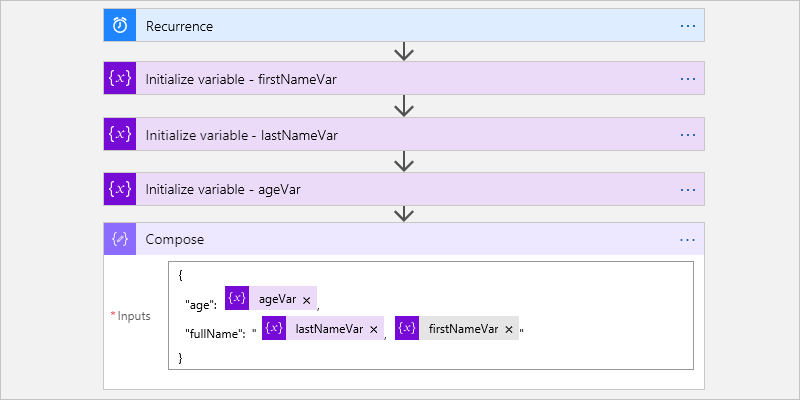 Recurrence ...
{x} Initialize variable - firstNameVar ...
{x} Initialize variable - lastNameVar ...
{x} Initialize variable - ageVar ...
Compose ...
{
"age": {x} ageVar × ,
*Inputs
"fullName": " {x} lastNameVar × , {x} firstNameVar × "
}